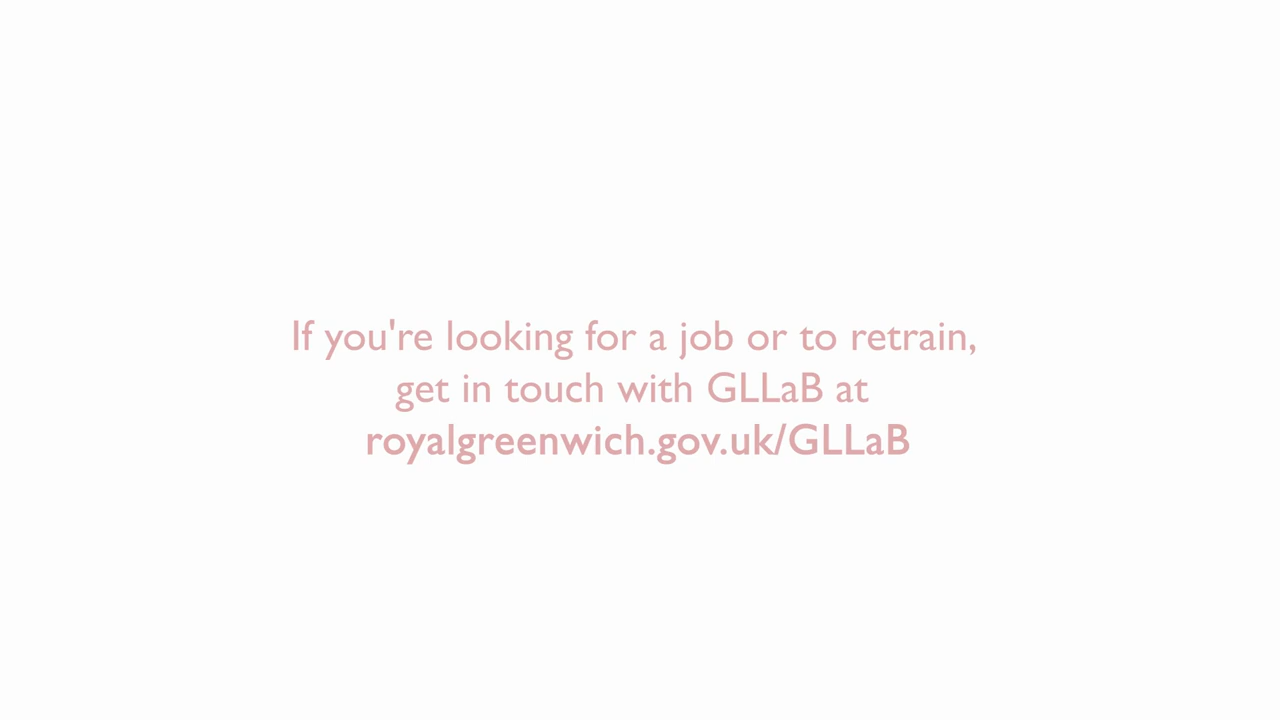 If you're looking for a job or to retrain,
get in touch with GLLaB at
royalgreenwich.gov.uk/GLLaB